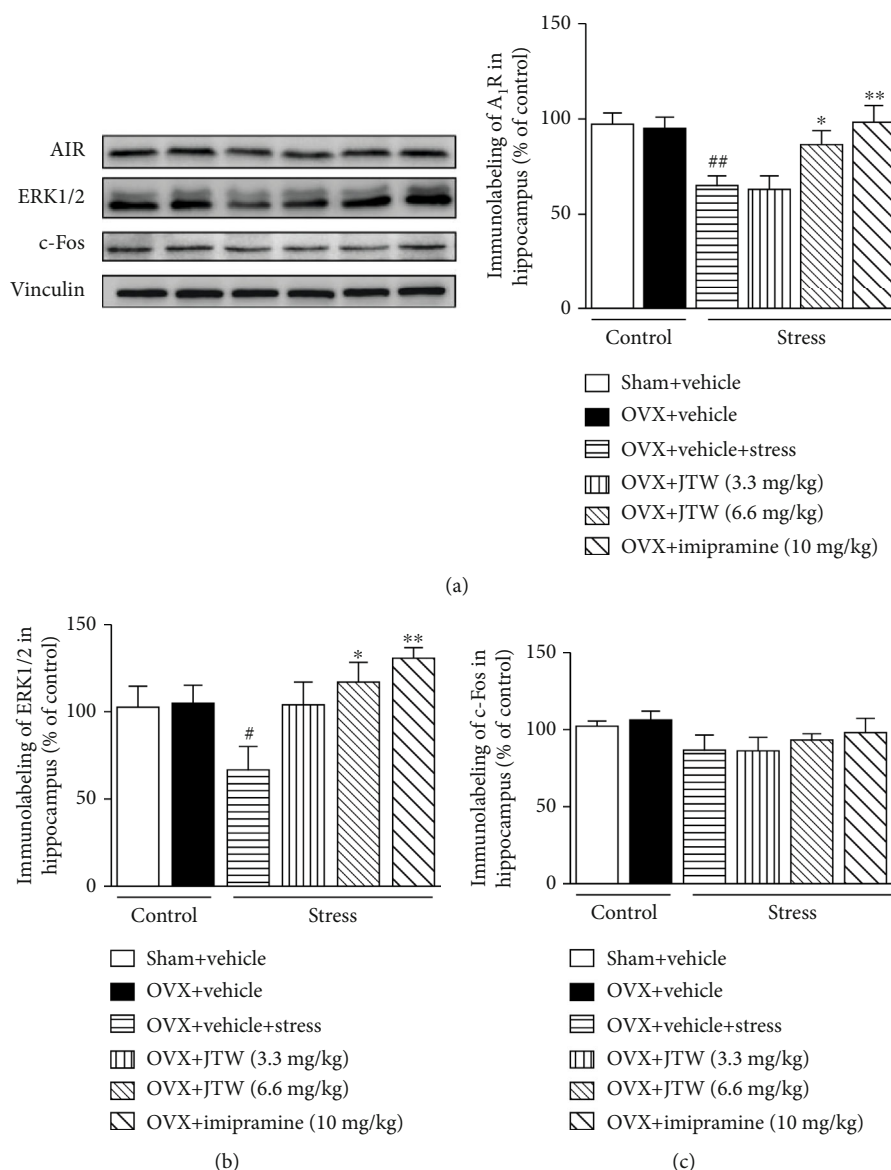 AIR
ERK1/2
c-Fos
Vinculin
Immunolabeling of A₁R in
hippocampus (% of control)
150
100
50
0
##
*
**
Control
Stress
Sham+vehicle
OVX+vehicle
OVX+vehicle+stress
OVX+JTW (3.3 mg/kg)
OVX+JTW (6.6 mg/kg)
OVX+imipramine (10 mg/kg)
(a)
Immunolabeling of ERK1/2 in
hippocampus (% of control)
150
100
50
0
#
*
**
Control
Stress
Sham+vehicle
OVX+vehicle
OVX+vehicle+stress
OVX+JTW (3.3 mg/kg)
OVX+JTW (6.6 mg/kg)
OVX+imipramine (10 mg/kg)
(b)
Immunolabeling of c-Fos in
hippocampus (% of control)
150
100
50
0
Control
Stress
Sham+vehicle
OVX+vehicle
OVX+vehicle+stress
OVX+JTW (3.3 mg/kg)
OVX+JTW (6.6 mg/kg)
OVX+imipramine (10 mg/kg)
(c)